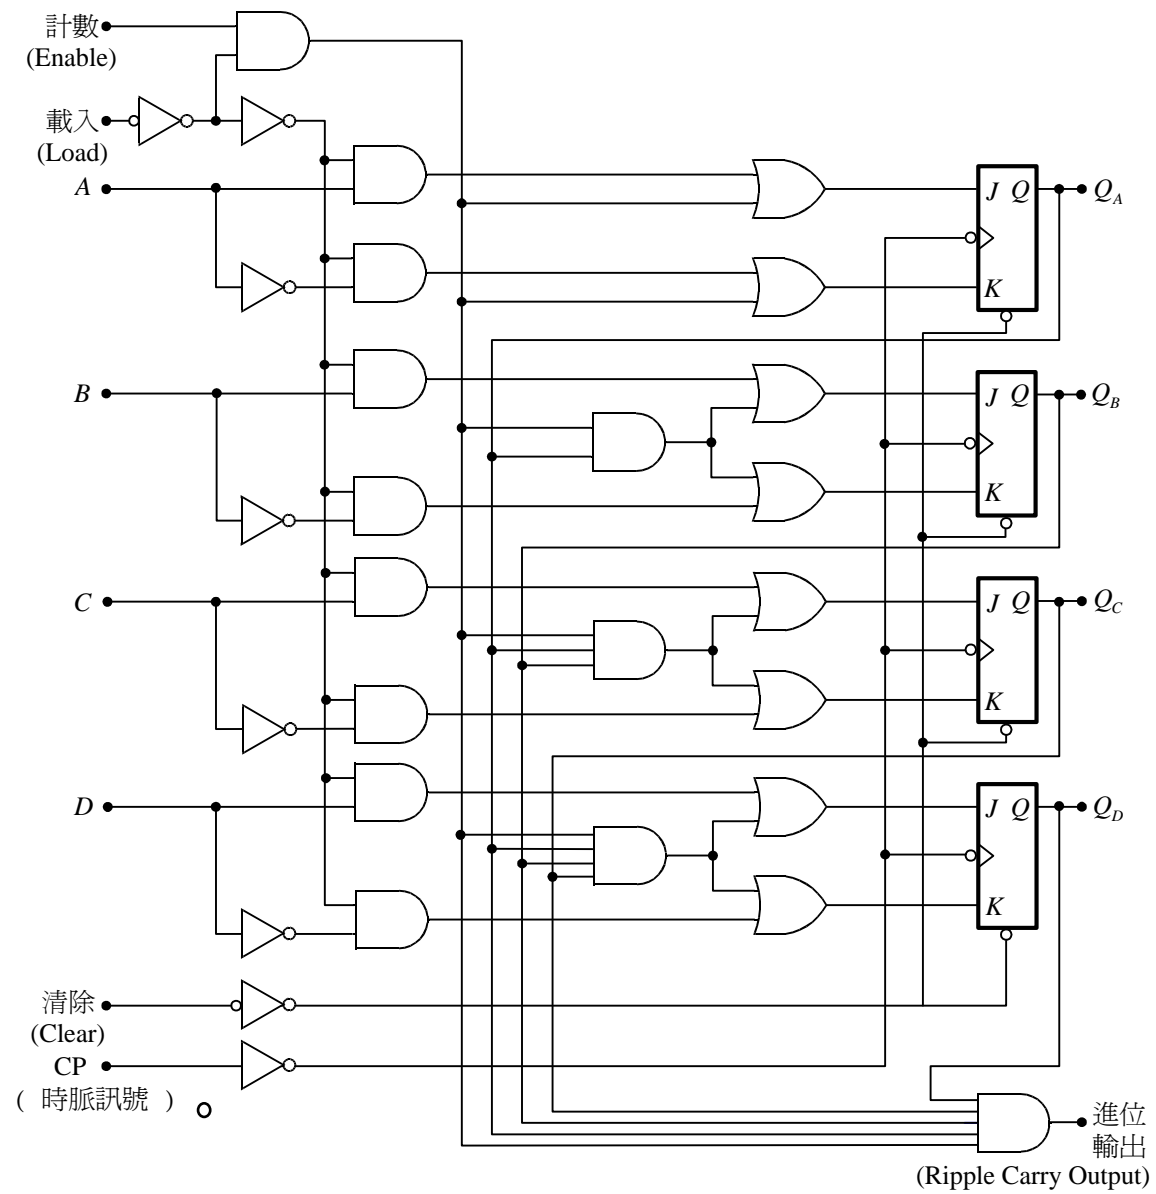 計數
(Enable)
載入
(Load)
A
J Q
Q_A
K
B
J Q
Q_B
K
C
J Q
Q_C
K
D
J Q
Q_D
K
清除
(Clear)
CP
( 時脈訊號 )
進位
輸出
(Ripple Carry Output)